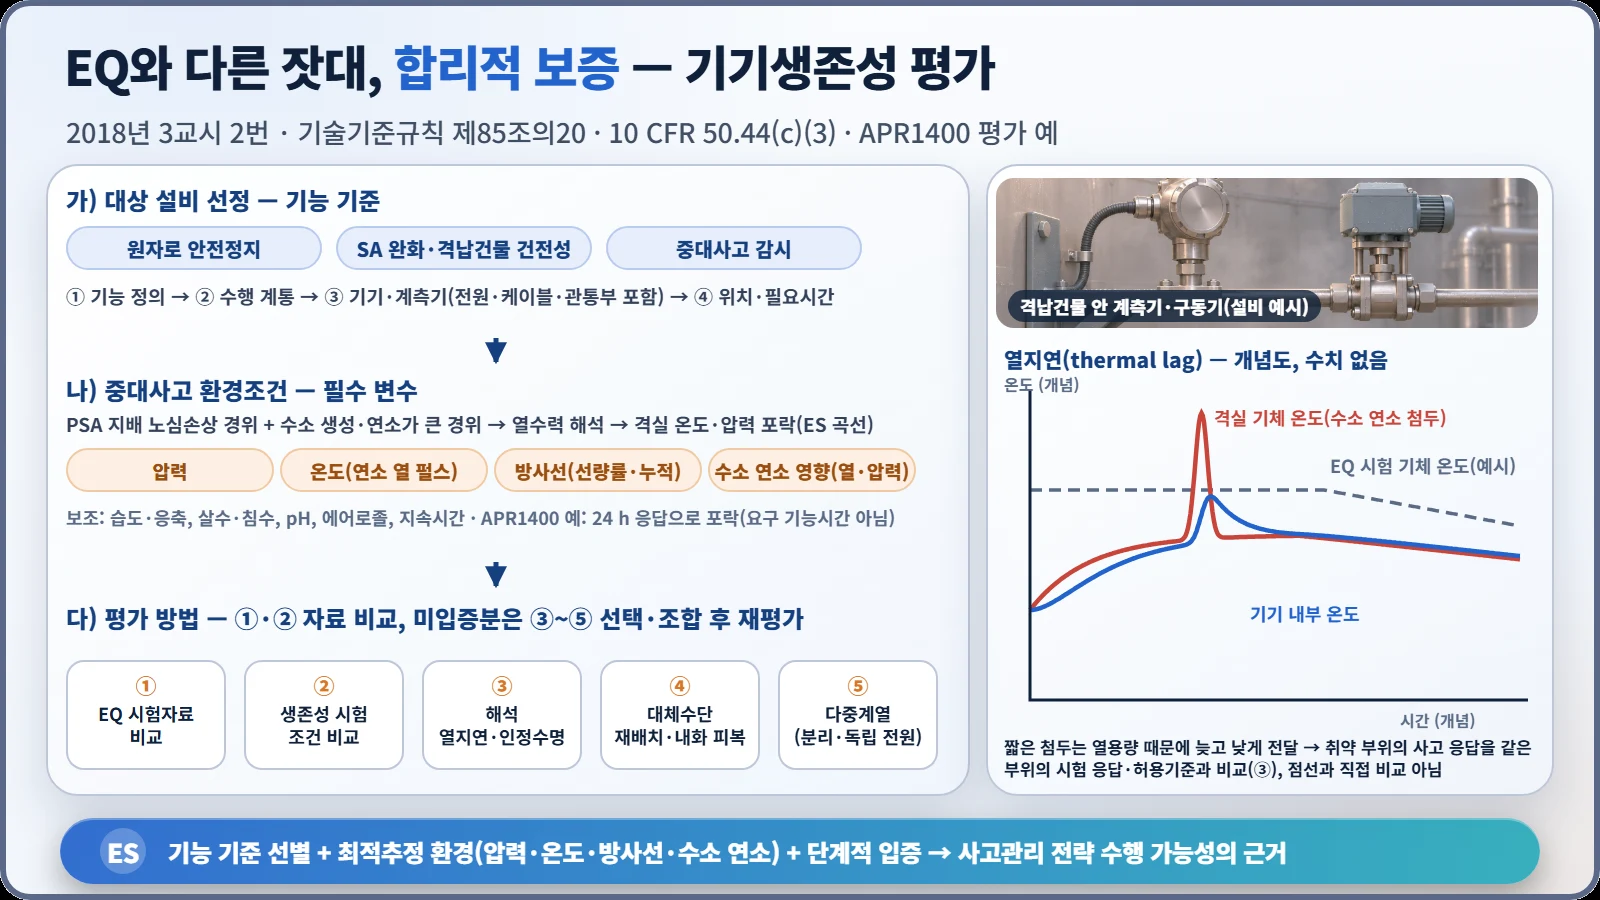 EQ와 다른 잣대, 합리적 보증 — 기기생존성 평가
2018년 3교시 2번 · 기술기준규칙 제85조의20 · 10 CFR 50.44(c)(3) · APR1400 평가 예
가) 대상 설비 선정 — 기능 기준
원자로 안전정지
SA 완화·격납건물 건전성
중대사고 감시
① 기능 정의 → ② 수행 계통 → ③ 기기·계측기(전원·케이블·관통부 포함) → ④ 위치·필요시간
나) 중대사고 환경조건 — 필수 변수
PSA 지배 노심손상 경위 + 수소 생성·연소가 큰 경위 → 열수력 해석 → 격실 온도·압력 포락(ES 곡선)
압력
온도(연소 열 펄스)
방사선(선량률·누적)
수소 연소 영향(열·압력)
보조: 습도·응축, 살수·침수, pH, 에어로졸, 지속시간 · APR1400 예: 24 h 응답으로 포락(요구 기능시간 아님)
다) 평가 방법 — ①·② 자료 비교, 미입증분은 ③~⑤ 선택·조합 후 재평가
①
EQ 시험자료
비교
②
생존성 시험
조건 비교
③
해석
열지연·인정수명
④
대체수단
재배치·내화 피복
⑤
다중계열
(분리·독립 전원)
격납건물 안 계측기·구동기(설비 예시)
열지연(thermal lag) — 개념도, 수치 없음
온도 (개념)
격실 기체 온도(수소 연소 첨두)
EQ 시험 기체 온도(예시)
기기 내부 온도
시간 (개념)
짧은 첨두는 열용량 때문에 늦고 낮게 전달 → 취약 부위의 사고 응답을 같은
부위의 시험 응답·허용기준과 비교(③), 점선과 직접 비교 아님
ES 기능 기준 선별 + 최적추정 환경(압력·온도·방사선·수소 연소) + 단계적 입증 → 사고관리 전략 수행 가능성의 근거